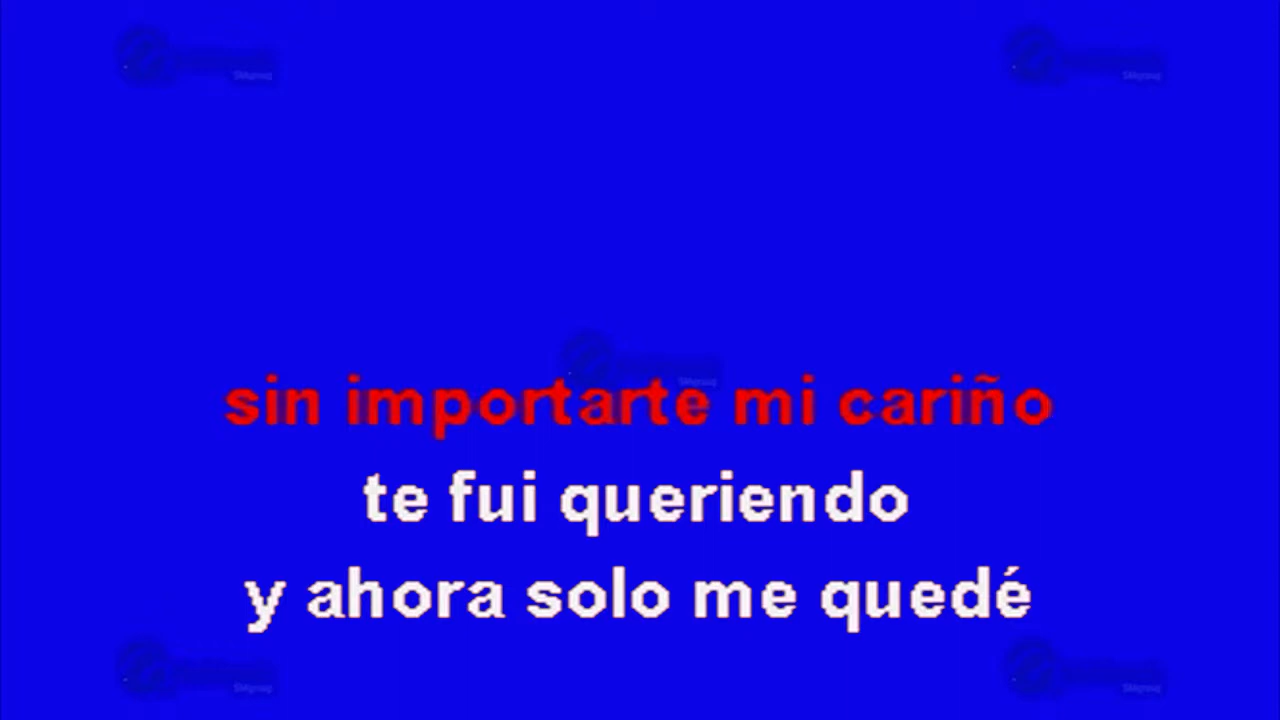 sin importarte mi cariño
te fui queriendo
y ahora solo me quedé